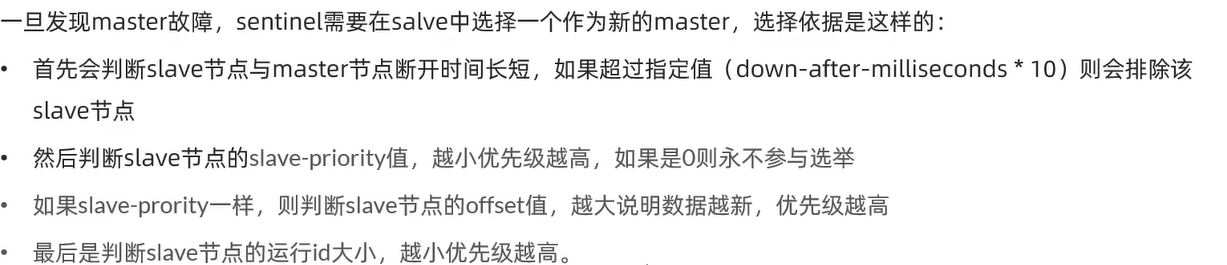 一旦发现master故障，sentinel需要在salve中选择一个作为新的master，选择依据是这样的：
• 首先会判断slave节点与master节点断开时间长短，如果超过指定值（down-after-milliseconds * 10）则会排除该
slave节点
• 然后判断slave节点的slave-priority值，越小优先级越高，如果是0则永不参与选举
• 如果slave-prority一样，则判断slave节点的offset值，越大说明数据越新，优先级越高
• 最后是判断slave节点的运行id大小，越小优先级越高。